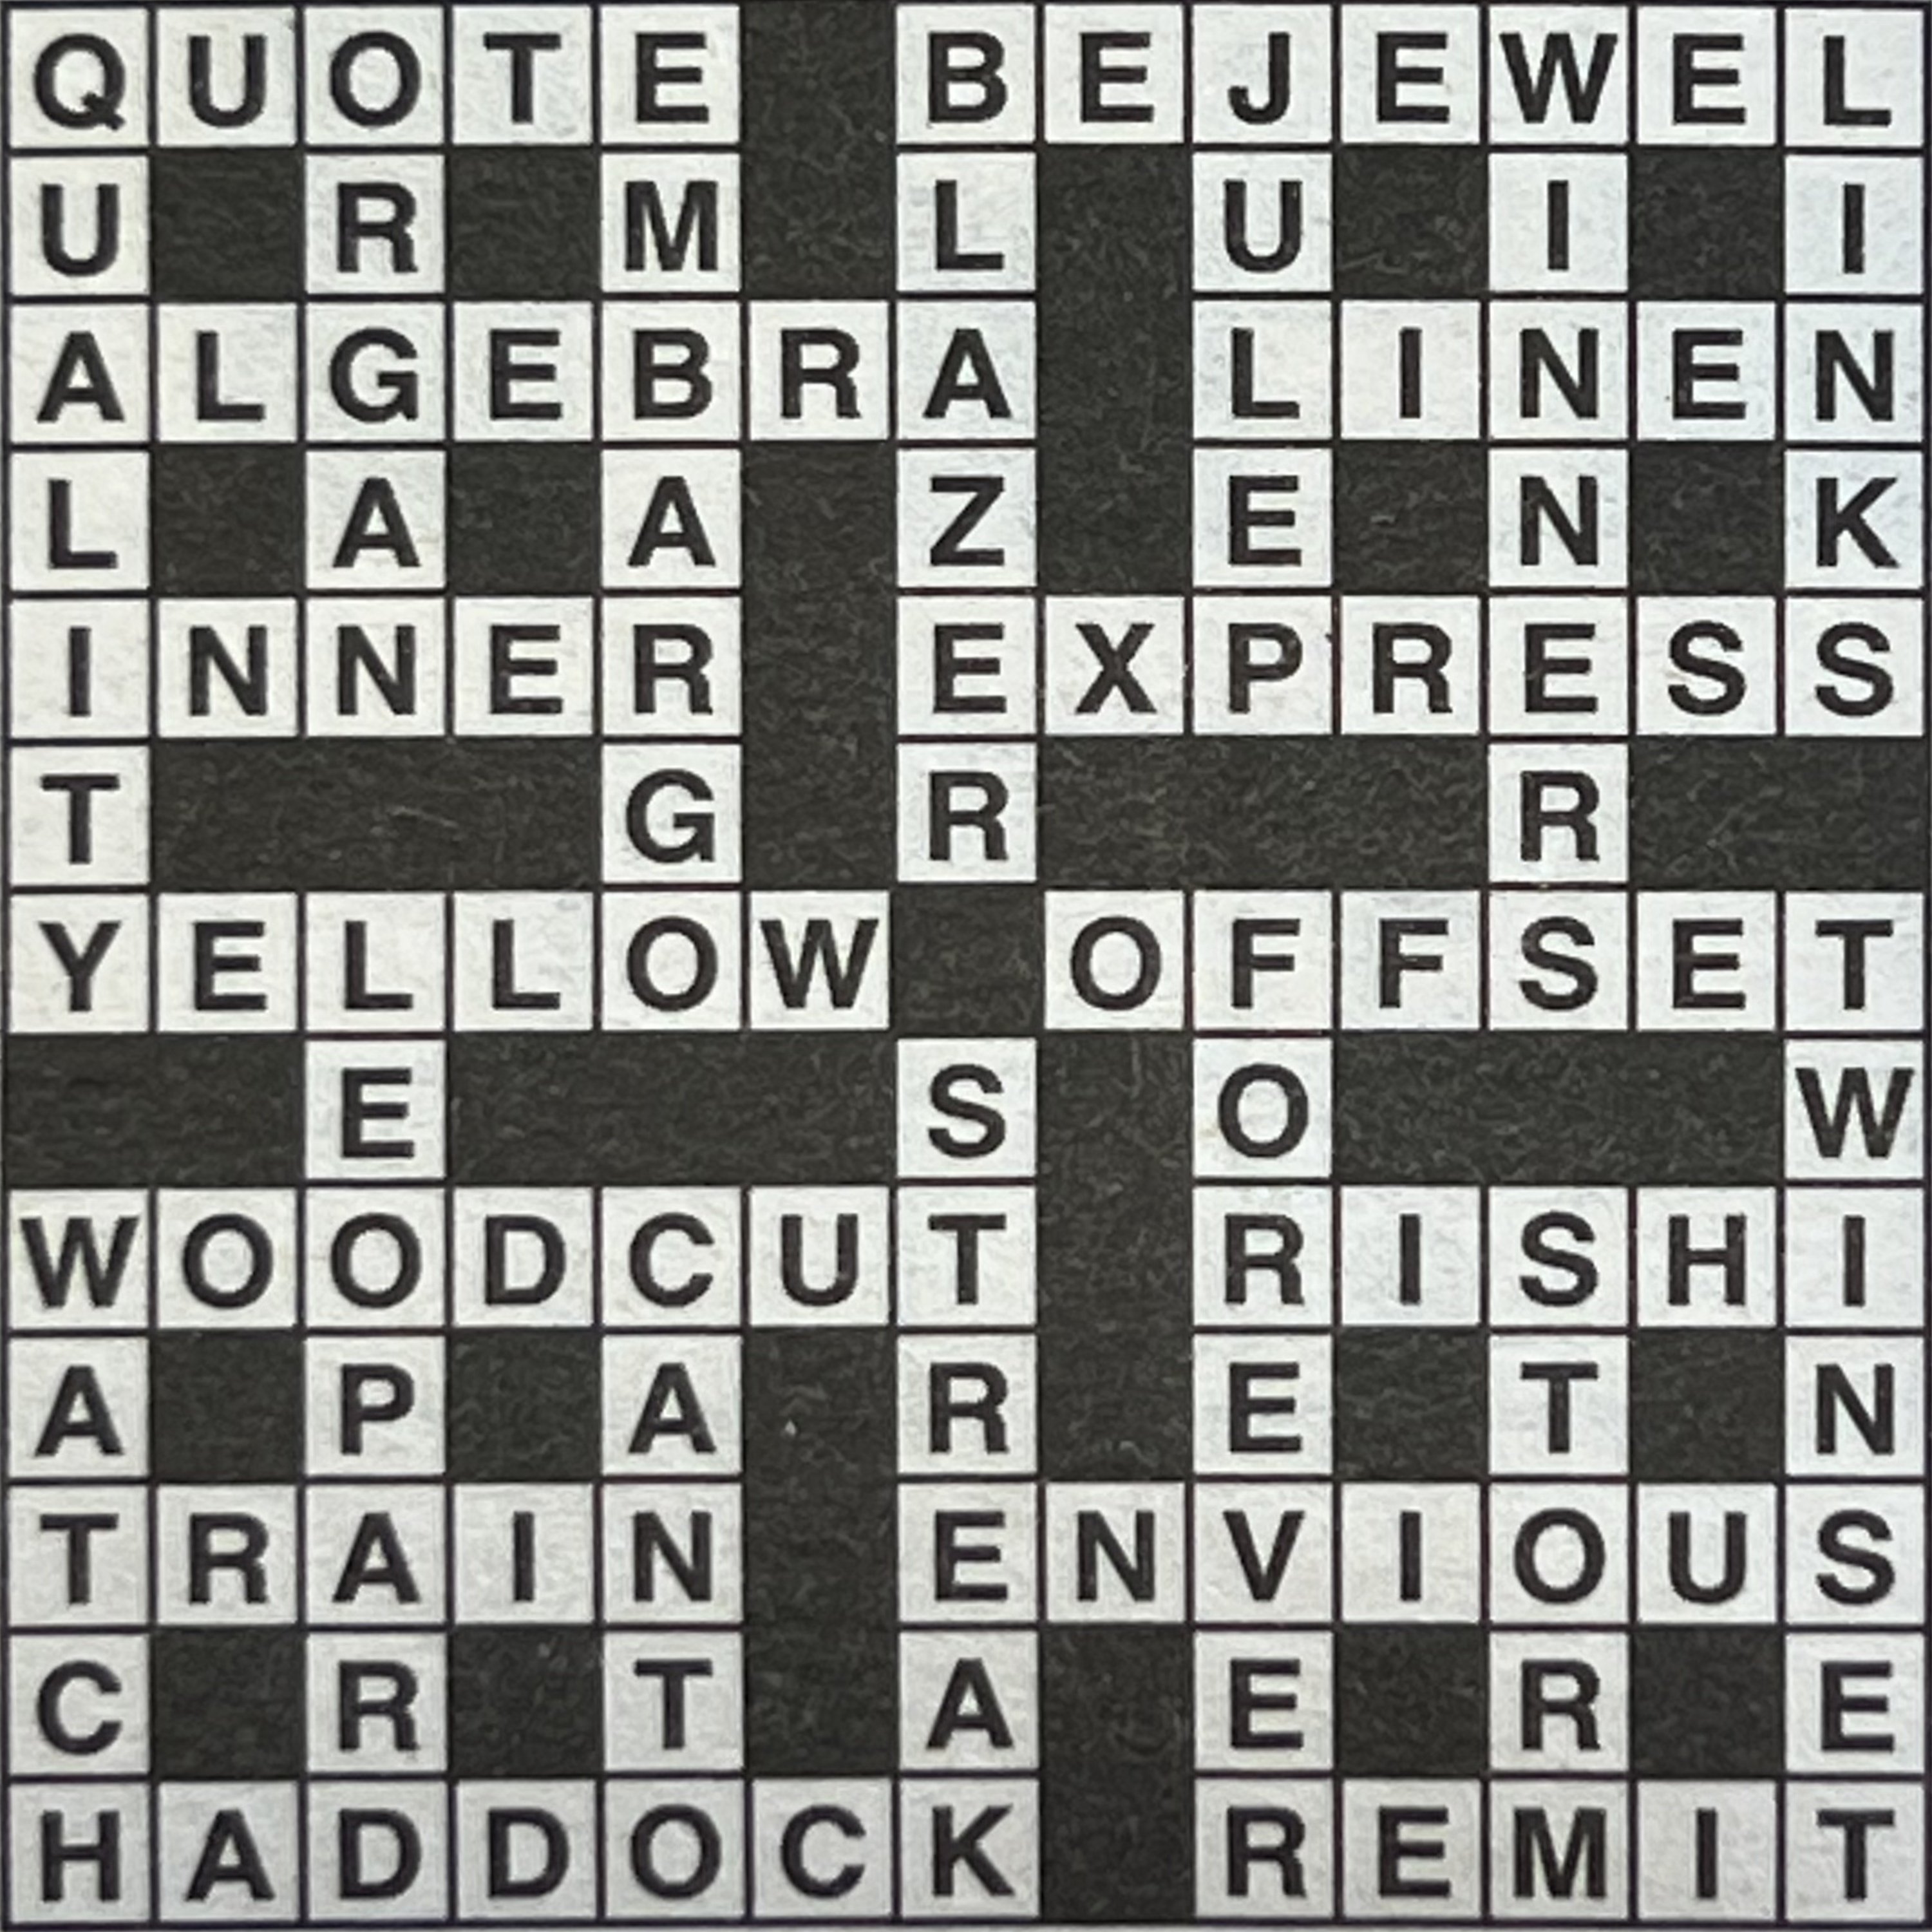 QUOTE BEJEWEL
U R M L U I I
ALGEBRA LINEN
L A A Z E N K
INNER EXPRESS
T G R R
YELLOW OFFSET
E S O W
WOODCUT RISHI
A P A R E T N
TRAIN ENVIOUS
C R T A E R E
HADDOCK REMIT